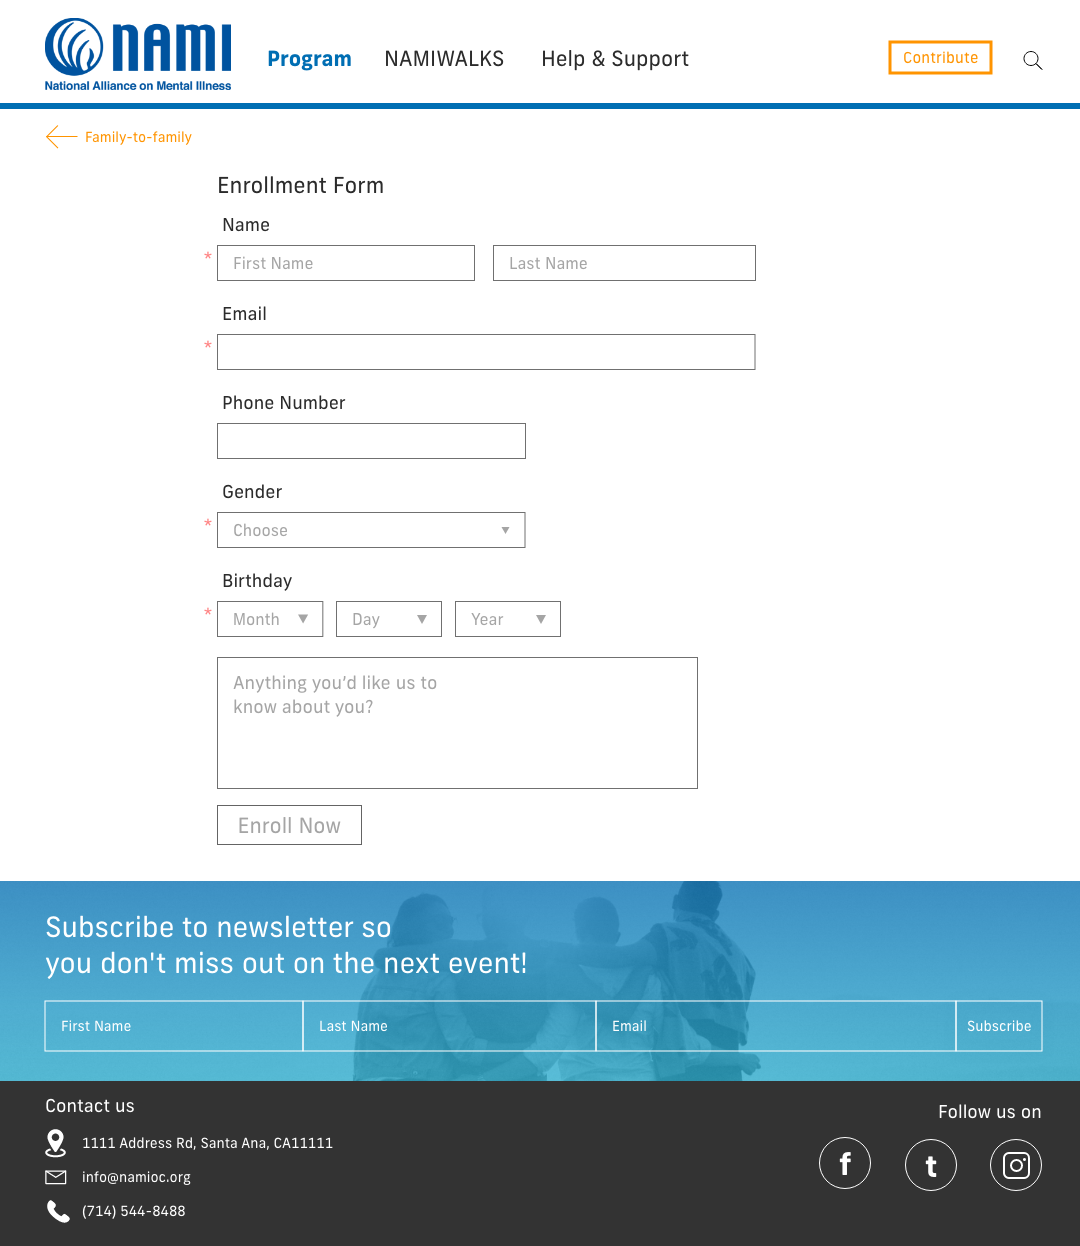 NAMI
National Alliance on Mental Illness
Program
NAMIWALKS
Help & Support
Contribute
Family-to-family
Enrollment Form
Name
* First Name
Last Name
Email
*
Phone Number
Gender
* Choose
Birthday
* Month
Day
Year
Anything you’d like us to
know about you?
Enroll Now
Subscribe to newsletter so
you don't miss out on the next event!
First Name
Last Name
Email
Subscribe
Contact us
Follow us on
1111 Address Rd, Santa Ana, CA11111
info@namioc.org
(714) 544-8488
f
t